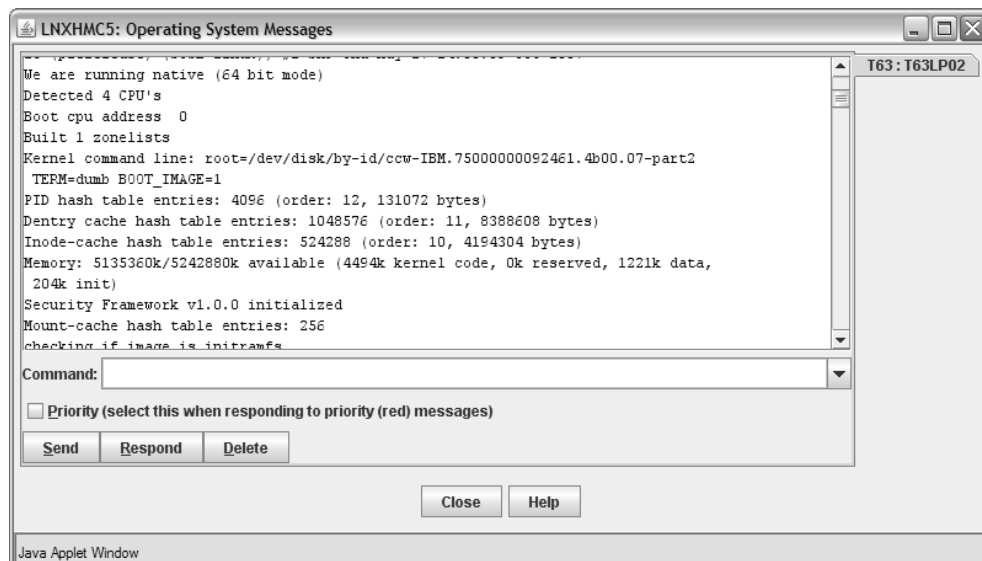 LNXHMC5: Operating System Messages
T63 : T63LP02
We are running native (64 bit mode)
Detected 4 CPU's
Boot cpu address  0
Built 1 zonelists
Kernel command line: root=/dev/disk/by-id/ccw-IBM.75000000092461.4b00.07-part2
 TERM=dumb BOOT_IMAGE=1
PID hash table entries: 4096 (order: 12, 131072 bytes)
Dentry cache hash table entries: 1048576 (order: 11, 8388608 bytes)
Inode-cache hash table entries: 524288 (order: 10, 4194304 bytes)
Memory: 5135360k/5242880k available (4494k kernel code, 0k reserved, 1221k data,
 204k init)
Security Framework v1.0.0 initialized
Mount-cache hash table entries: 256
checking if image is initramfs
Command:
Priority (select this when responding to priority (red) messages)
Send Respond Delete
Close Help
Java Applet Window